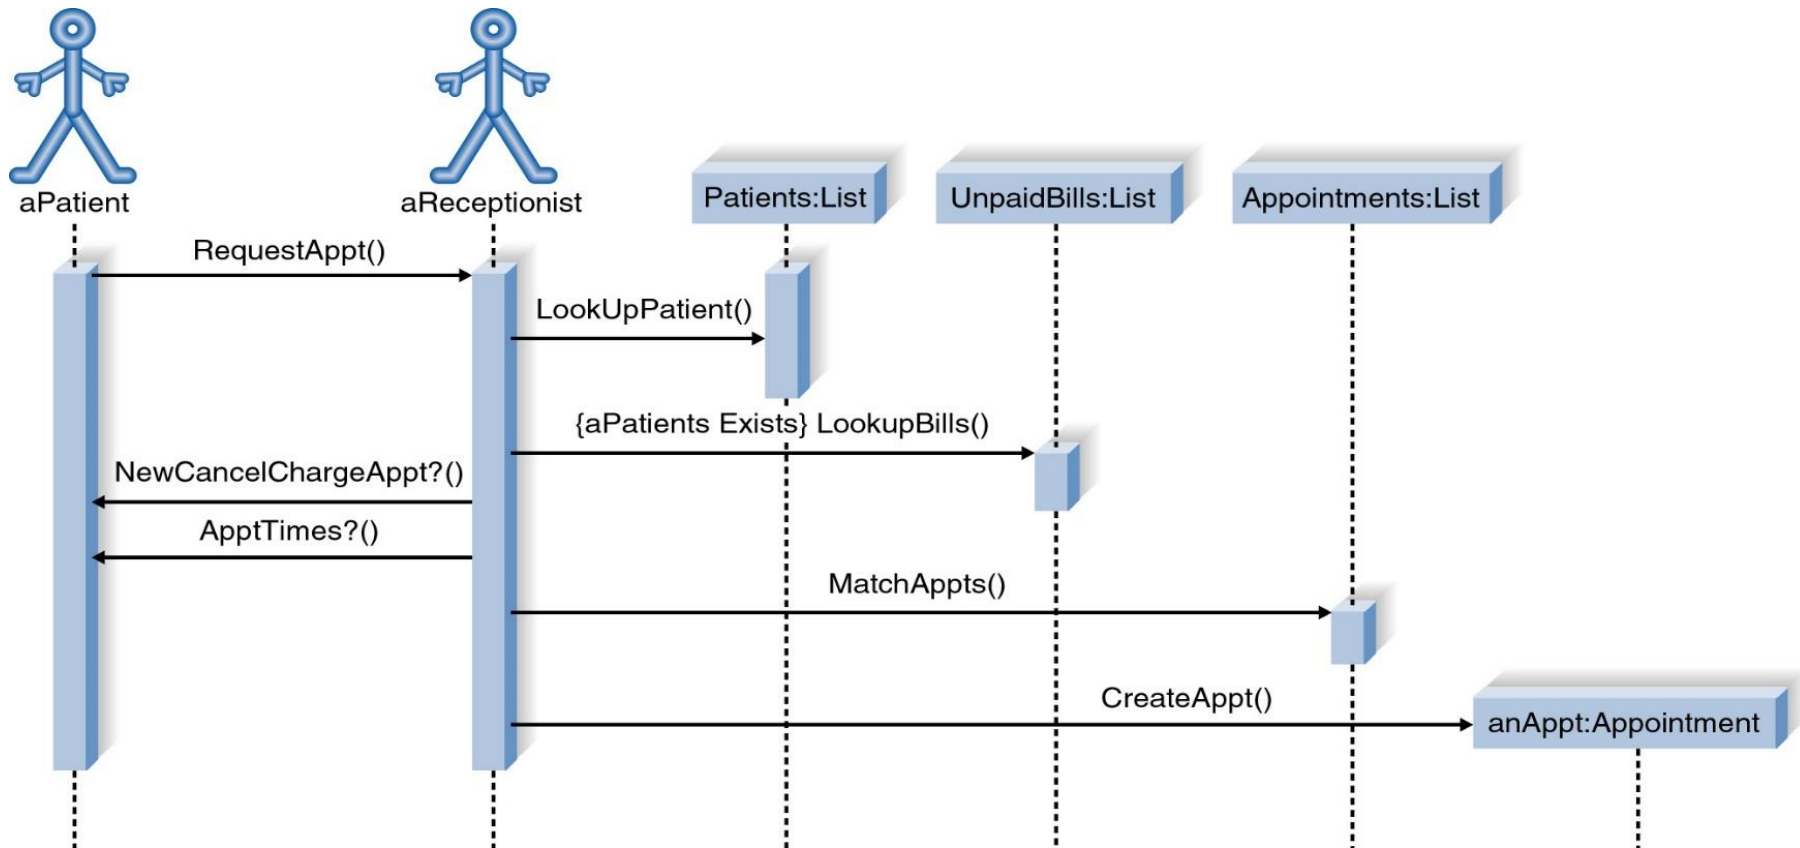 aPatient
aReceptionist
Patients:List
UnpaidBills:List
Appointments:List
RequestAppt()
LookUpPatient()
{aPatients Exists} LookupBills()
NewCancelChargeAppt?()
ApptTimes?()
MatchAppts()
CreateAppt()
anAppt:Appointment